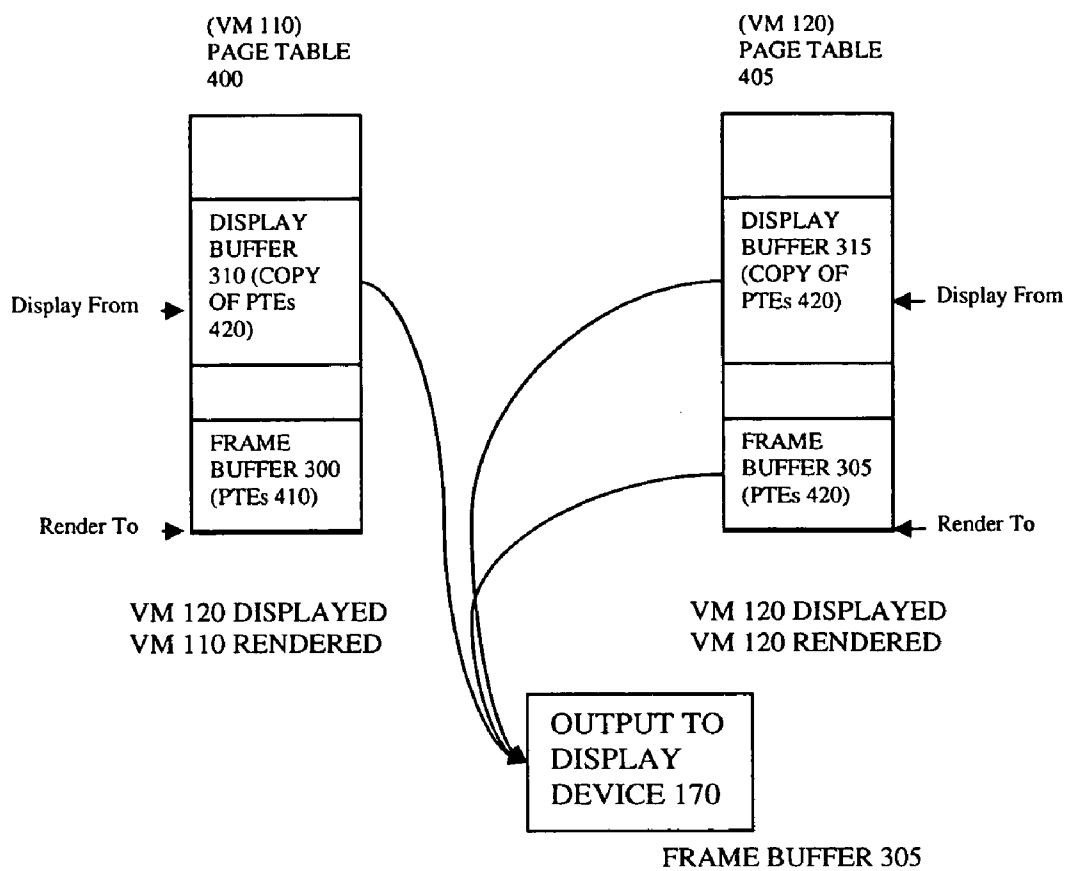 (VM 110)
PAGE TABLE
400
(VM 120)
PAGE TABLE
405
DISPLAY
BUFFER
310 (COPY
OF PTEs
420)
DISPLAY
BUFFER 315
(COPY OF
PTEs 420)
Display From
Display From
FRAME
BUFFER 300
(PTEs 410)
FRAME
BUFFER 305
(PTEs 420)
Render To
Render To
VM 120 DISPLAYED
VM 110 RENDERED
VM 120 DISPLAYED
VM 120 RENDERED
OUTPUT TO
DISPLAY
DEVICE 170
FRAME BUFFER 305